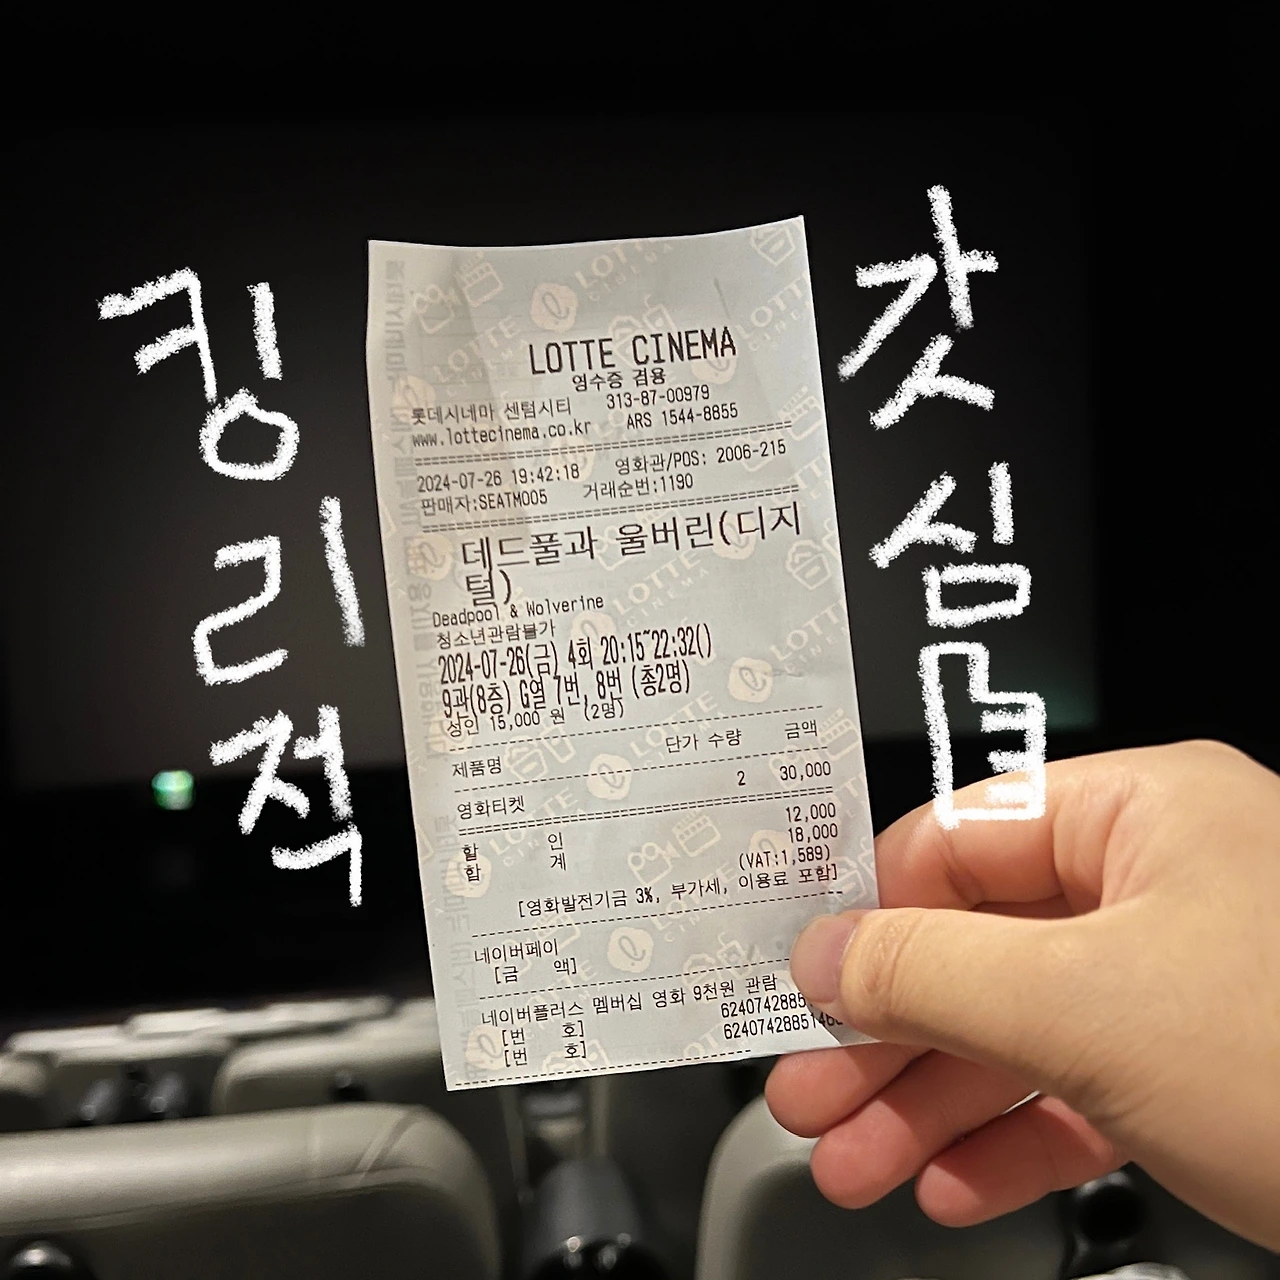 킹리적
갓심
LOTTE CINEMA
영수증 겸용
롯데시네마 센텀시티 313-87-00979
www.lottecinema.co.kr ARS 1544-8855
2024-07-26 19:42:18 영화관/POS: 2006-215
판매자:SEATM005 거래순번:1190
데드풀과 울버린(디지
털)
Deadpool & Wolverine
청소년관람불가
2024-07-26(금) 4회 20:15~22:32()
9관(8층) G열 7번, 8번 (총2명)
성인 15,000 원 (2명)
제품명 단가 수량 금액
영화티켓 2 30,000
할 인 12,000
합 계 18,000
(VAT:1,589)
[영화발전기금 3%, 부가세, 이용료 포함]
네이버페이
[금 액]
네이버플러스 멤버십 영화 9천원 관람
[번 호] 6240742885
[번 호] 62407428851